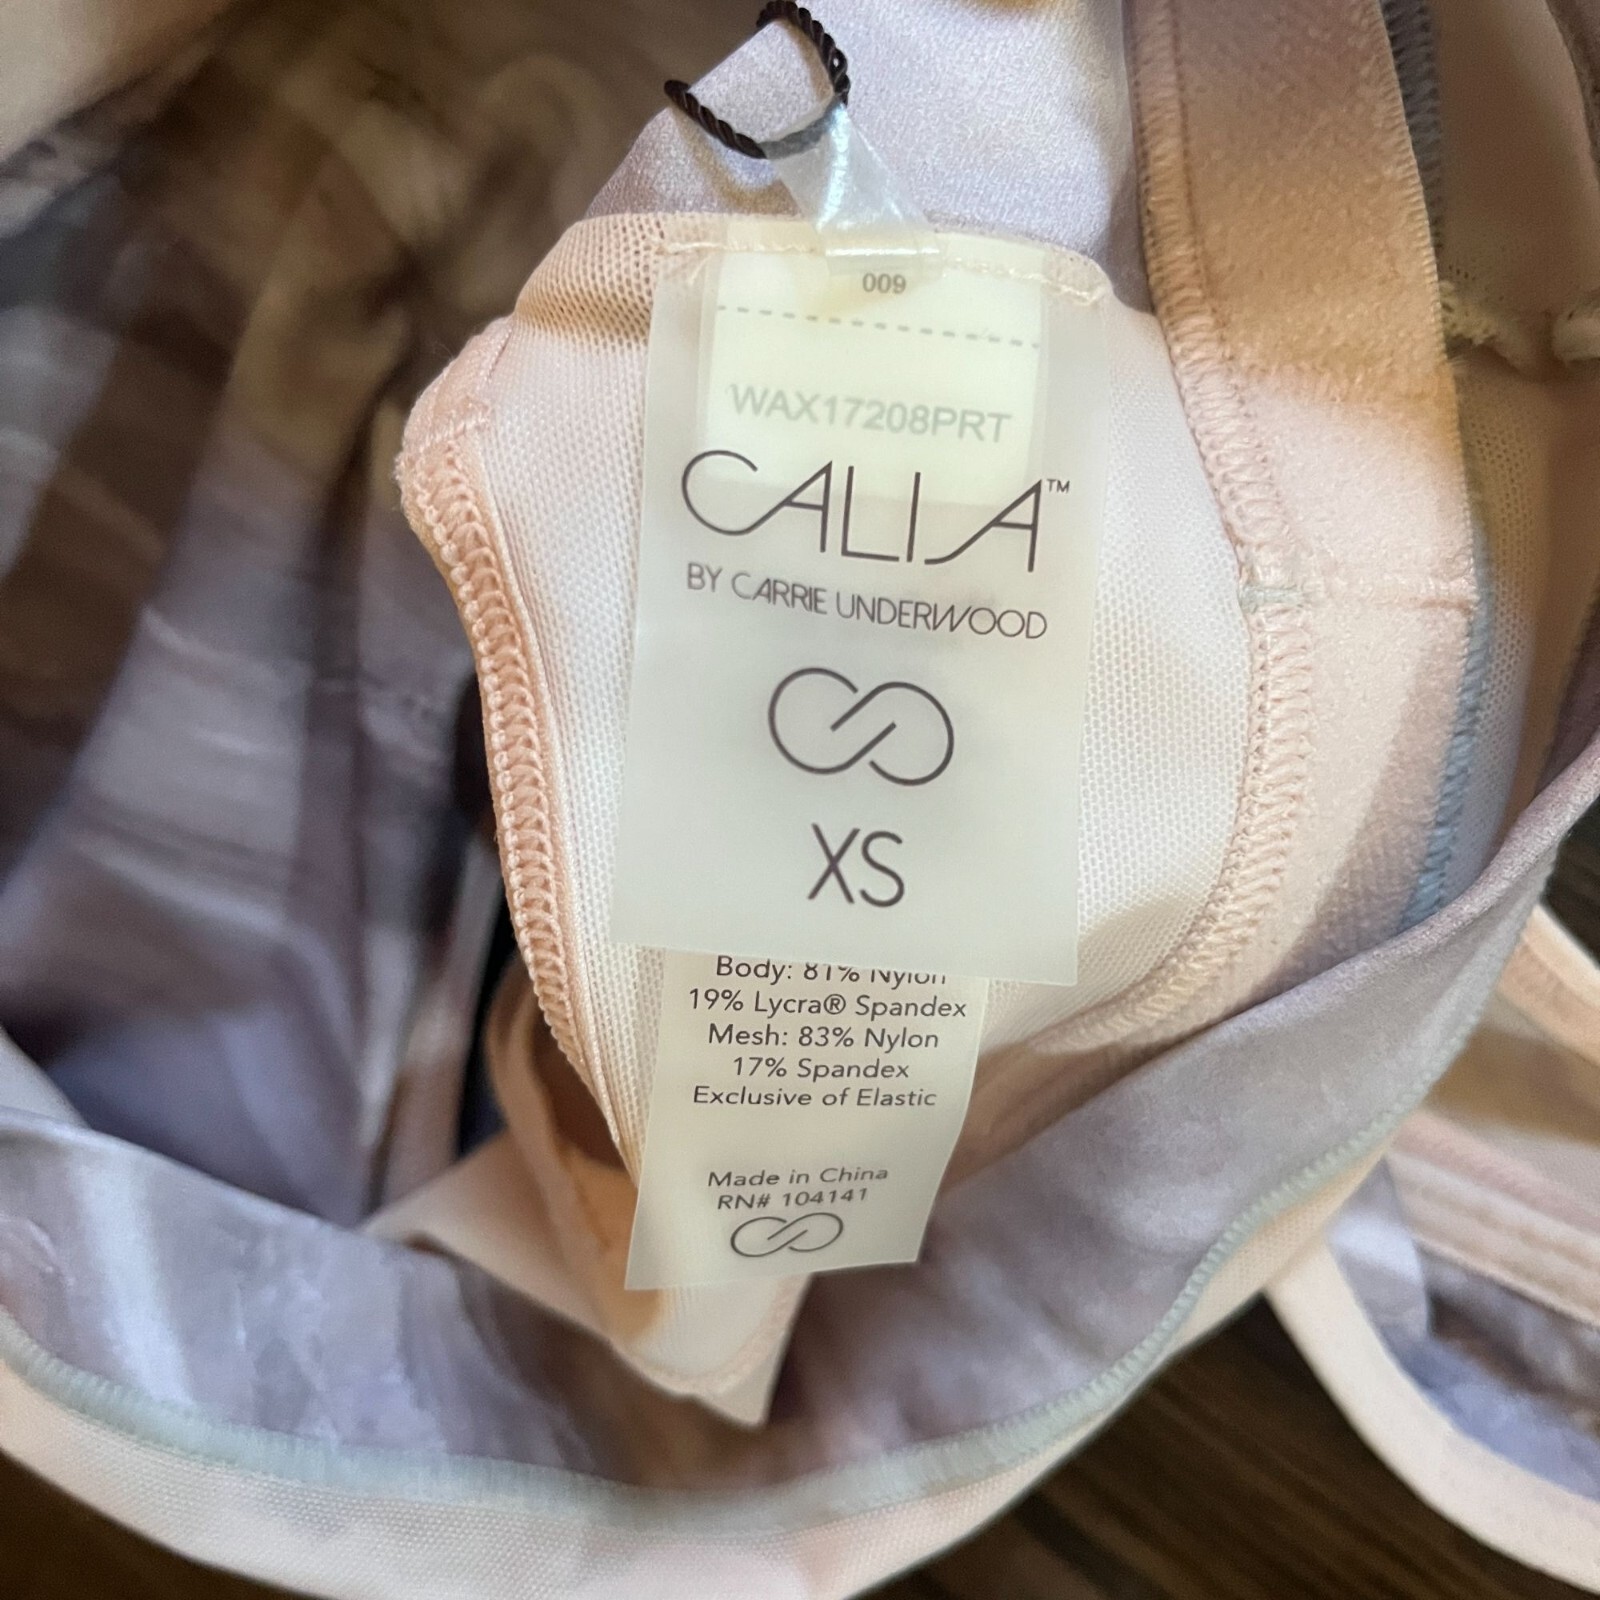 009
WAX17208PRT
CALIA™
BY CARRIE UNDERWOOD
XS
Body: 81% Nylon
19% Lycra® Spandex
Mesh: 83% Nylon
17% Spandex
Exclusive of Elastic
Made in China
RN# 104141